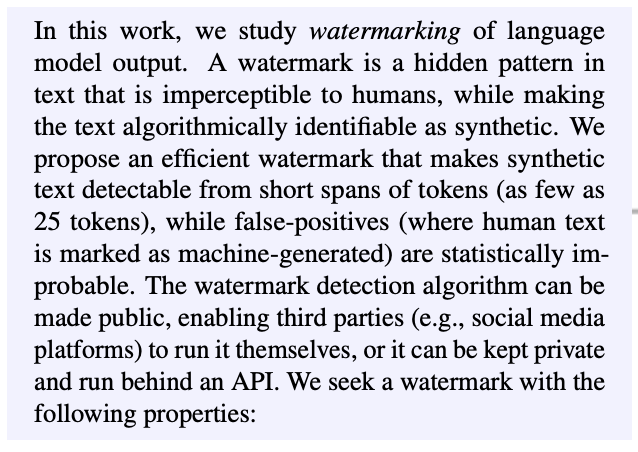 In this work, we study watermarking of language
model output. A watermark is a hidden pattern in
text that is imperceptible to humans, while making
the text algorithmically identifiable as synthetic. We
propose an efficient watermark that makes synthetic
text detectable from short spans of tokens (as few as
25 tokens), while false-positives (where human text
is marked as machine-generated) are statistically im-
probable. The watermark detection algorithm can be
made public, enabling third parties (e.g., social media
platforms) to run it themselves, or it can be kept private
and run behind an API. We seek a watermark with the
following properties: